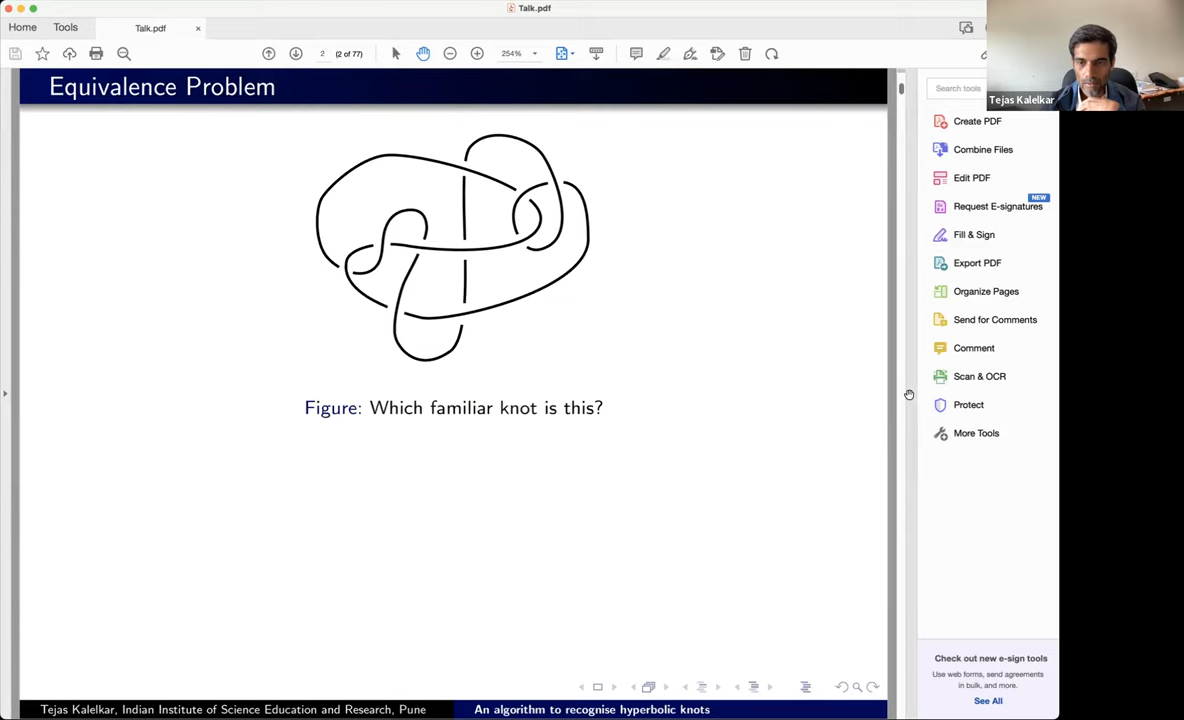 Talk.pdf
Home Tools Talk.pdf ×
2 (2 of 77) 254%
Tejas Kalelkar
Equivalence Problem
Figure: Which familiar knot is this?
Search tools
Create PDF
Combine Files
Edit PDF
NEW
Request E-signatures
Fill & Sign
Export PDF
Organize Pages
Send for Comments
Comment
Scan & OCR
Protect
More Tools
Check out new e-sign tools
Use web forms, send agreements
in bulk, and more.
See All
Tejas Kalelkar, Indian Institute of Science Education and Research, Pune An algorithm to recognise hyperbolic knots